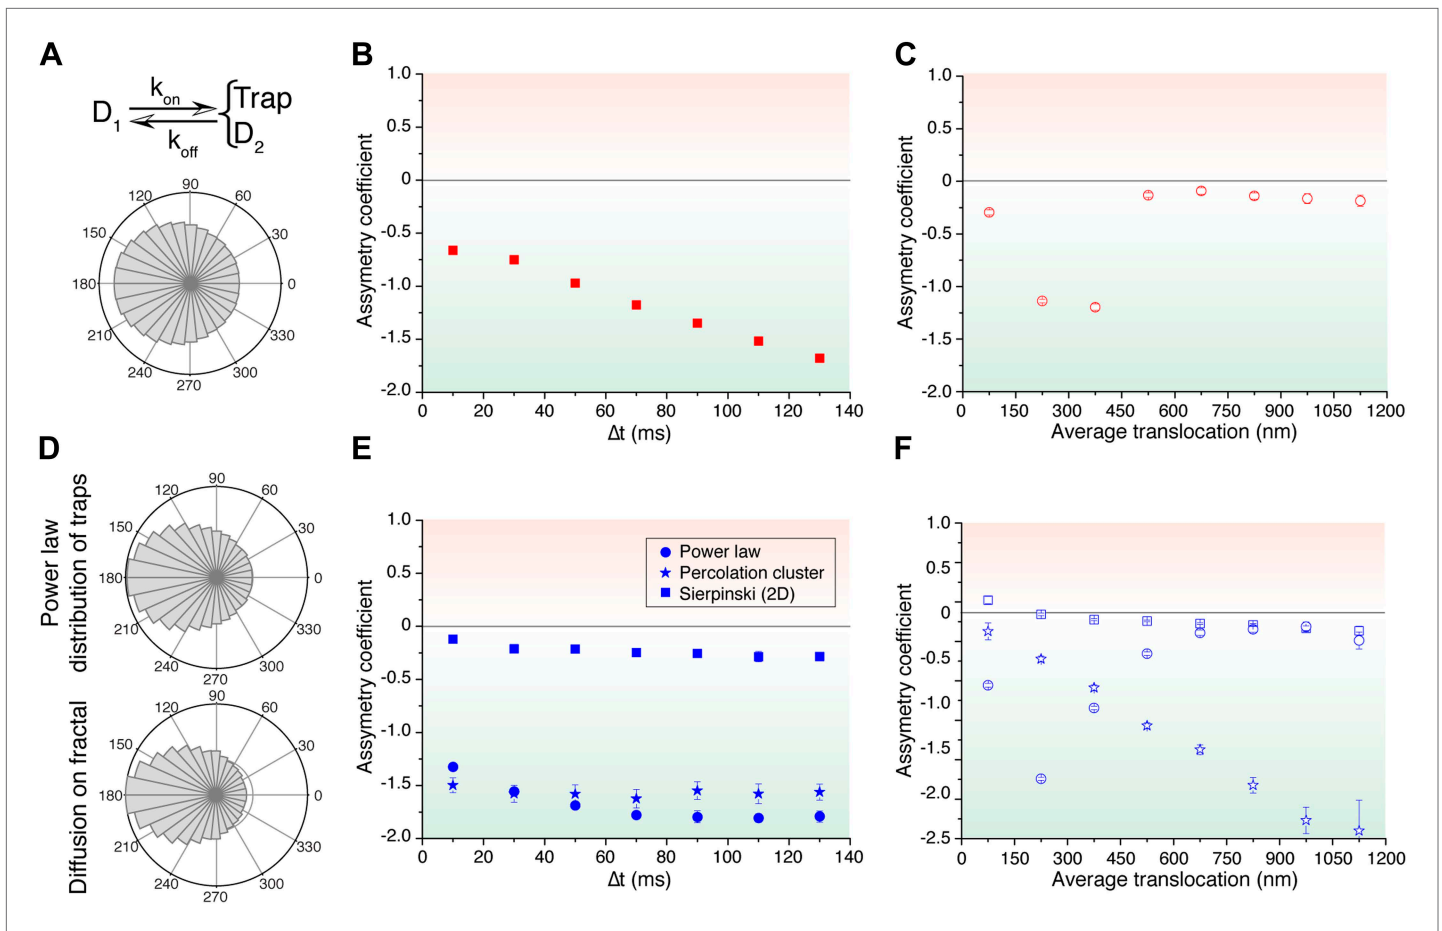 A
k on
D 1
Trap
D 2
k off
90
120
60
150
30
180
0
210
330
240
300
270
B
Assymetry coefficient
1.0
0.5
0
-0.5
-1.0
-1.5
-2.0
0 20 40 60 80 100 120 140
Δt (ms)
C
Assymetry coefficient
1.0
0.5
0
-0.5
-1.0
-1.5
-2.0
0 150 300 450 600 750 900 1050 1200
Average translocation (nm)
D
Power law
distribution of traps
90
120
60
150
30
180
0
210
330
240
300
270
Diffusion on fractal
90
120
60
150
30
180
0
210
330
240
300
270
E
Assymetry coefficient
1.0
0.5
0
-0.5
-1.0
-1.5
-2.0
Power law
Percolation cluster
Sierpinski (2D)
0 20 40 60 80 100 120 140
Δt (ms)
F
Assymetry coefficient
1.0
0.5
0
-0.5
-1.0
-1.5
-2.0
-2.5
0 150 300 450 600 750 900 1050 1200
Average translocation (nm)